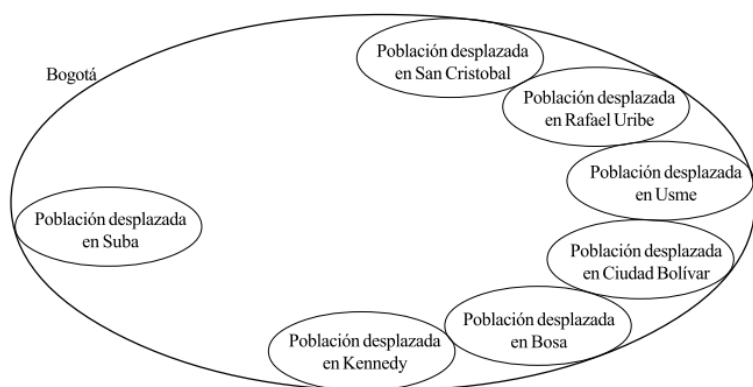 Bogotá
Población desplazada
en San Cristobal
Población desplazada
en Rafael Uribe
Población desplazada
en Usme
Población desplazada
en Suba
Población desplazada
en Ciudad Bolívar
Población desplazada
en Bosa
Población desplazada
en Kennedy